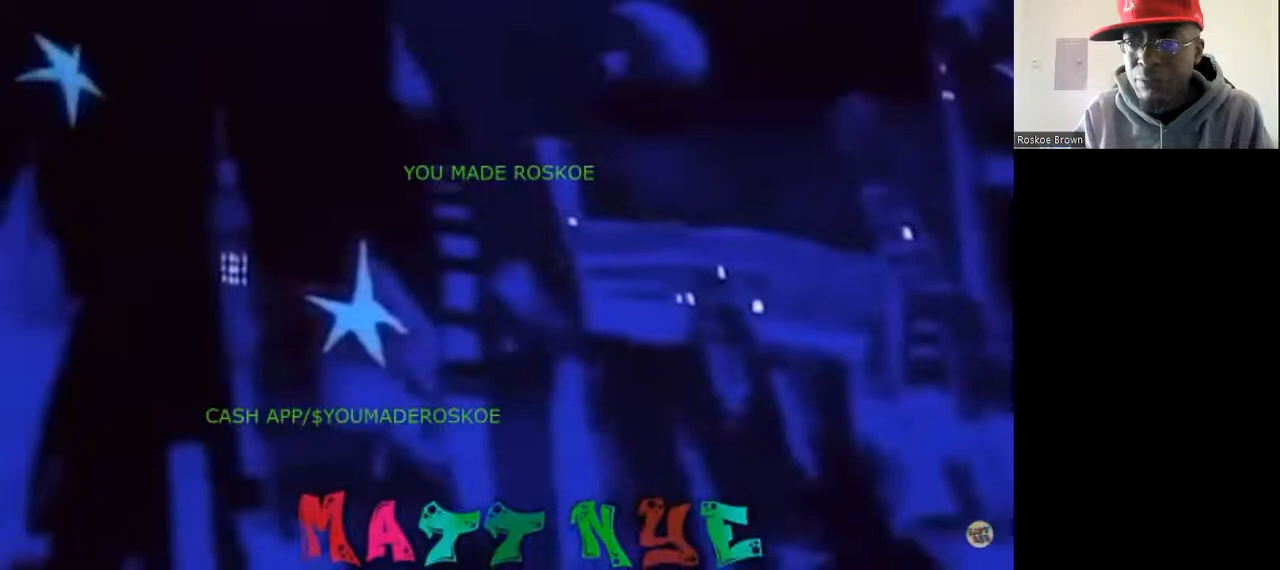 YOU MADE ROSKOE
CASH APP/$YOUMADEROSKOE
MATT NYE
Roskoe Brown